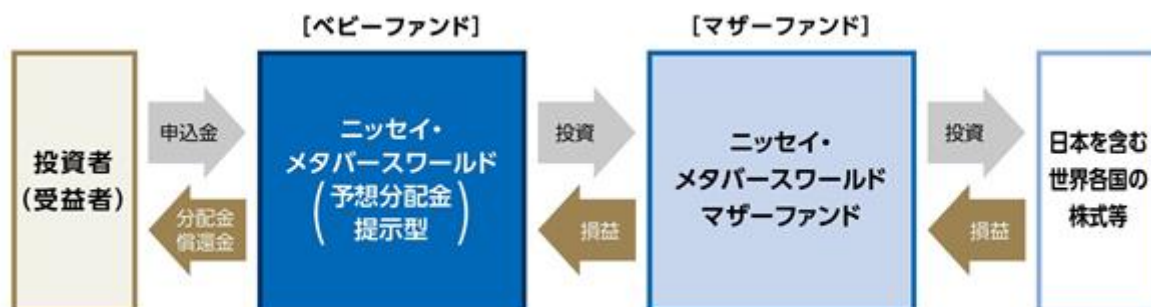 [ベビーファンド]
[マザーファンド]
投資者
(受益者)
申込金
分配金
償還金
ニッセイ・
メタバースワールド
(予想分配金
提示型)
投資
損益
ニッセイ・
メタバースワールド
マザーファンド
投資
損益
日本を含む
世界各国の
株式等